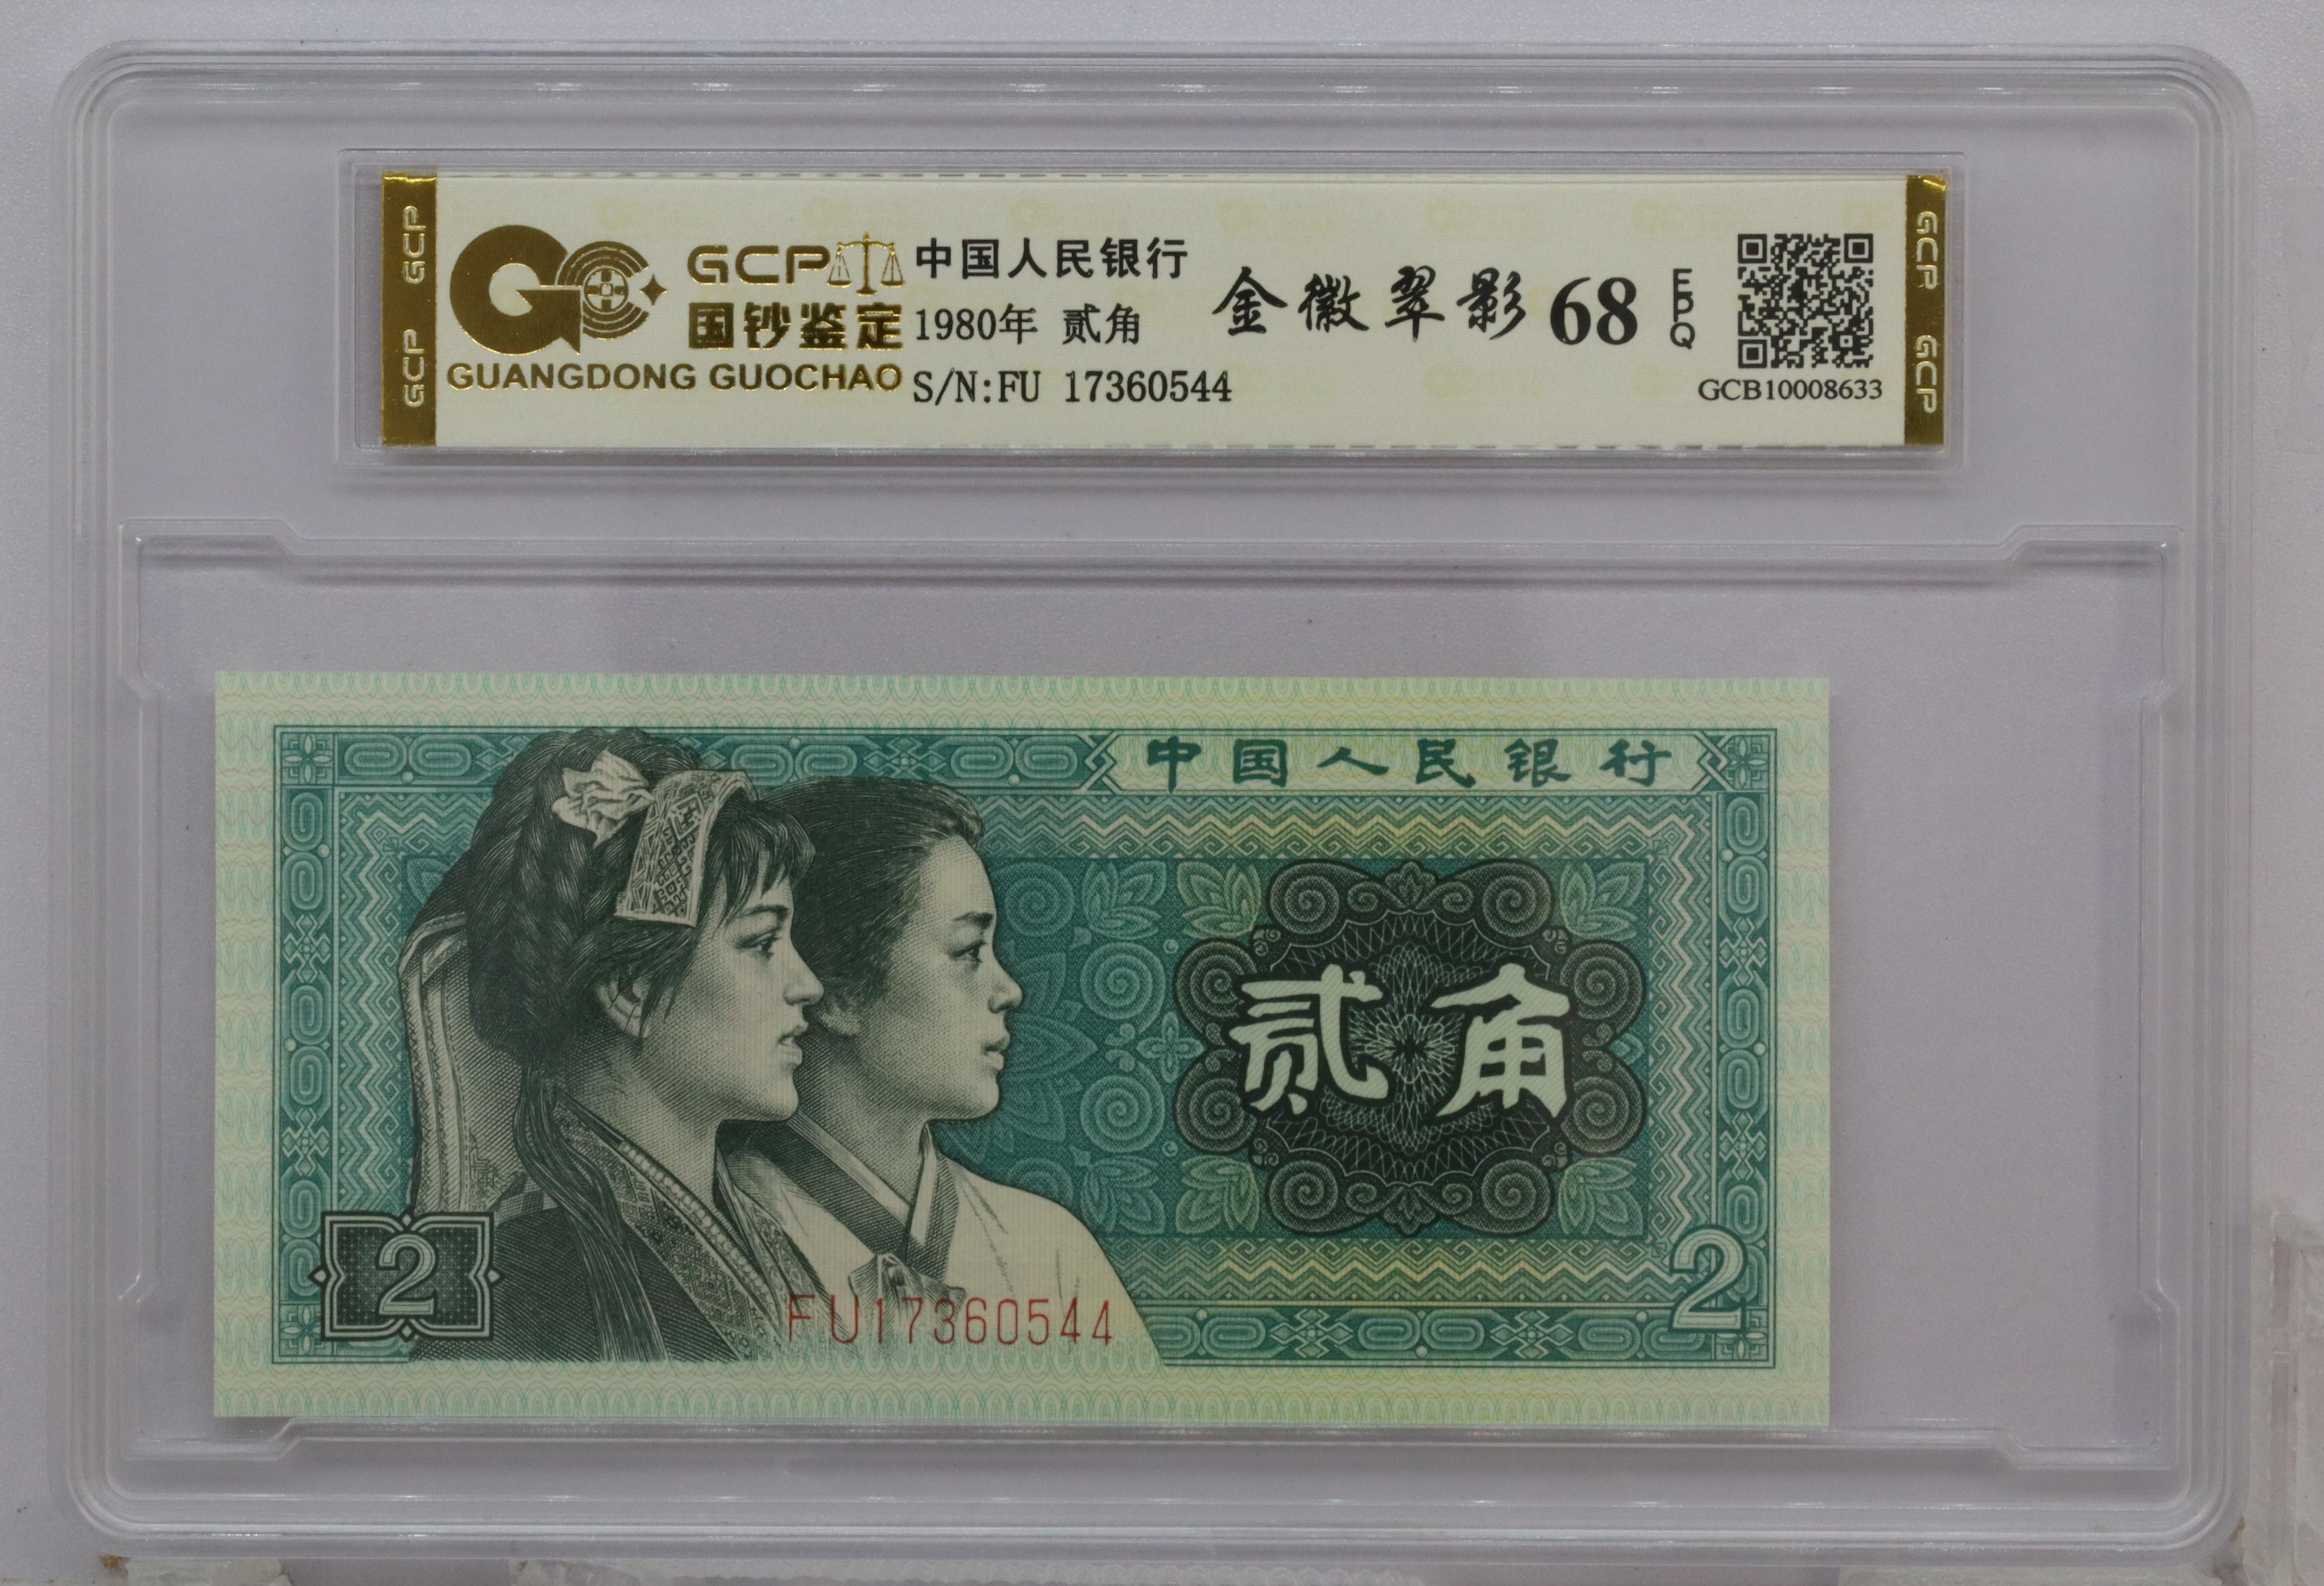 GCP GCP
GCP
国钞鉴定
GUANGDONG GUOCHAO
中国人民银行
1980年 贰角
S/N:FU 17360544
金徽翠影 68 EPQ
GCB10008633
GCP GCP
中国人民银行
贰角
2
2
FU17360544